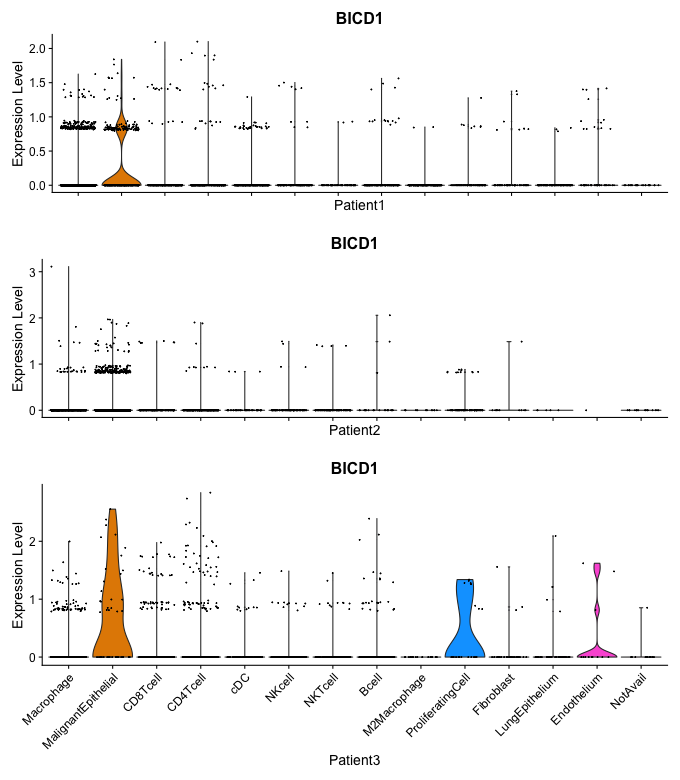 BICD1
Expression Level
2.0
1.5
1.0
0.5
0.0
Patient1
BICD1
Expression Level
3
2
1
0
Patient2
BICD1
Expression Level
2
1
0
Macrophage
MalignantEpithelial
CD8Tcell
CD4Tcell
cDC
NKcell
NKTcell
Bcell
M2Macrophage
ProliferatingCell
Fibroblast
LungEpithelium
Endothelium
NotAvail
Patient3